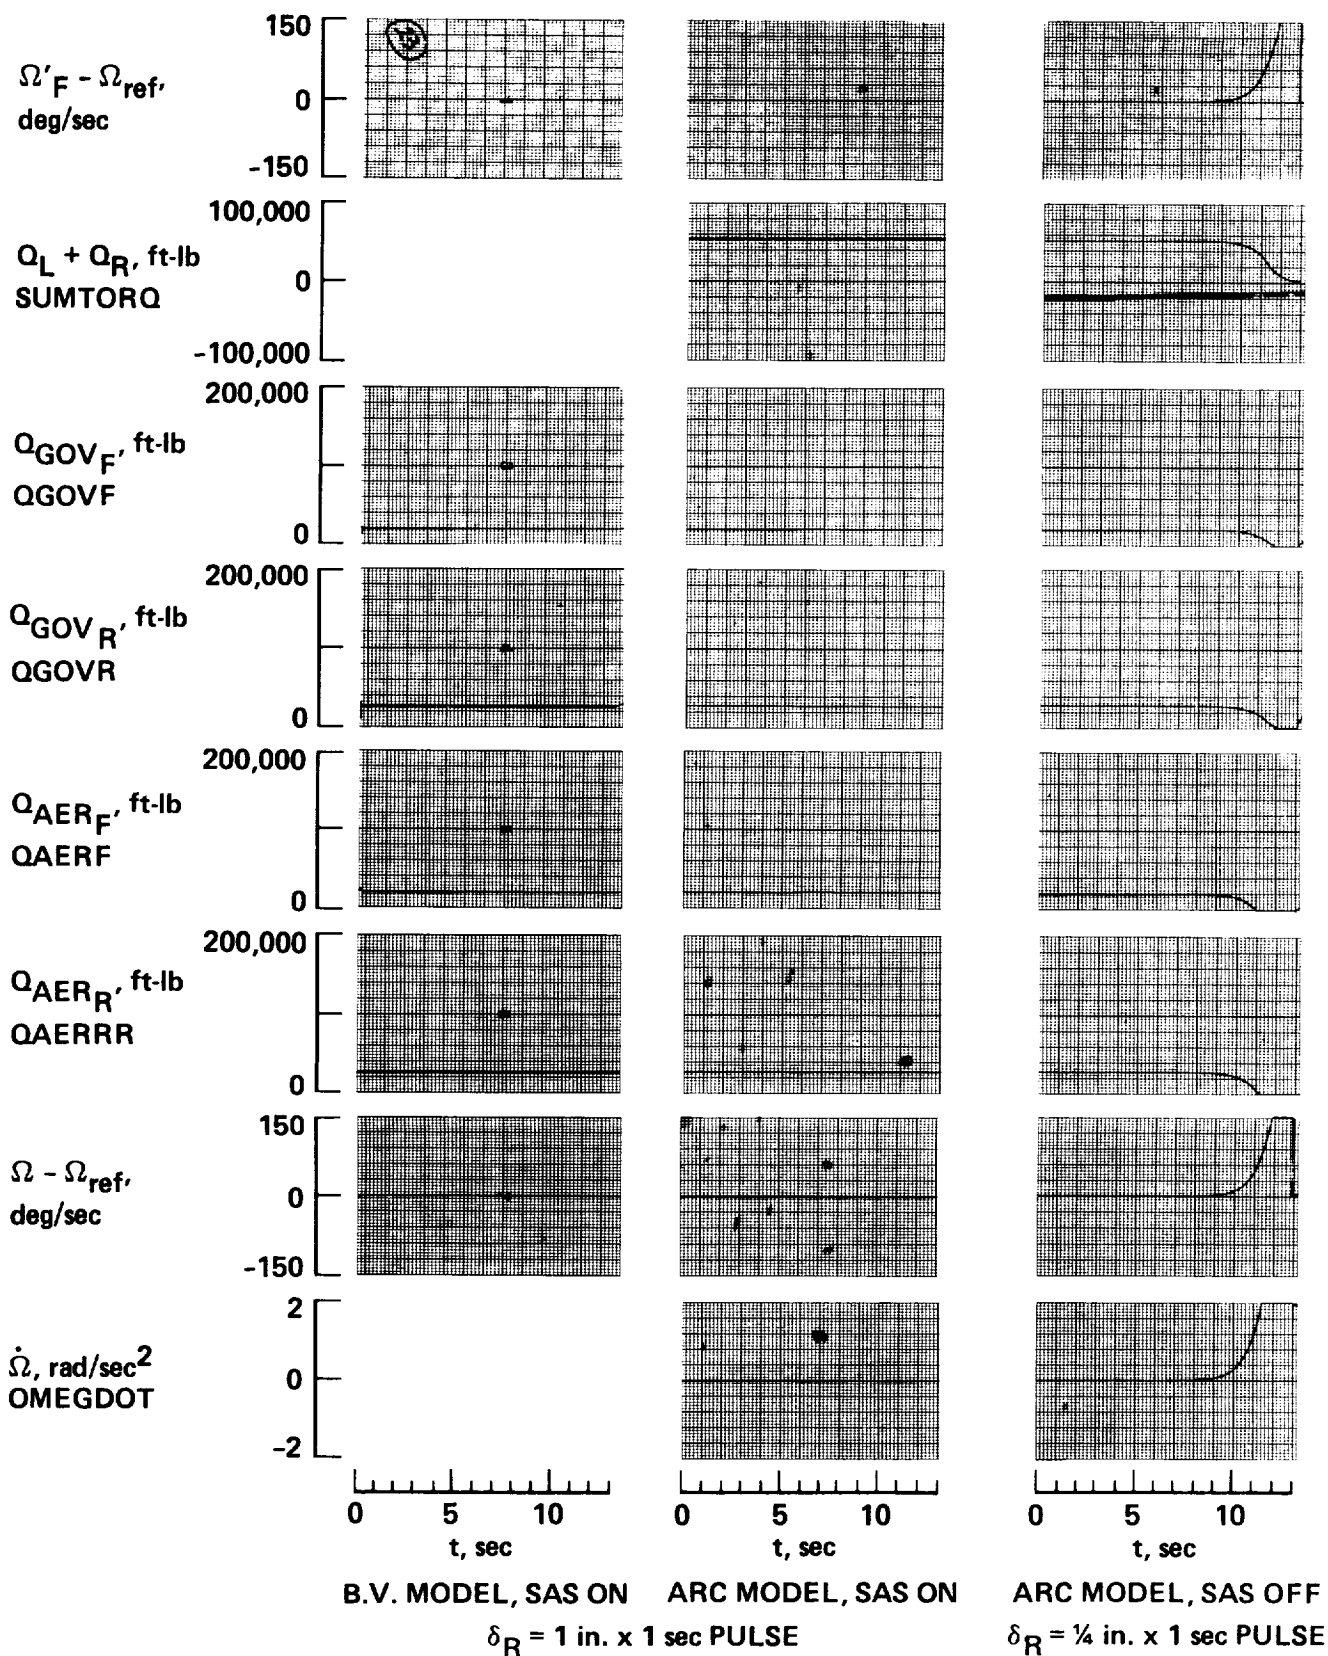 150
Ω'F - Ωref,
0
deg/sec
-150
100,000
QL + QR, ft-lb
0
SUMTORQ
-100,000
200,000
QGOVF, ft-lb
QGOVF
0
200,000
QGOVR, ft-lb
QGOVR
0
200,000
QAERF, ft-lb
QAERF
0
200,000
QAERR, ft-lb
QAERRR
0
150
Ω - Ωref,
0
deg/sec
-150
2
Ω̇, rad/sec2
0
OMEGDOT
-2
0 5 10 0 5 10 0 5 10
t, sec t, sec t, sec
B.V. MODEL, SAS ON ARC MODEL, SAS ON ARC MODEL, SAS OFF
δR = 1 in. x 1 sec PULSE δR = ¼ in. x 1 sec PULSE